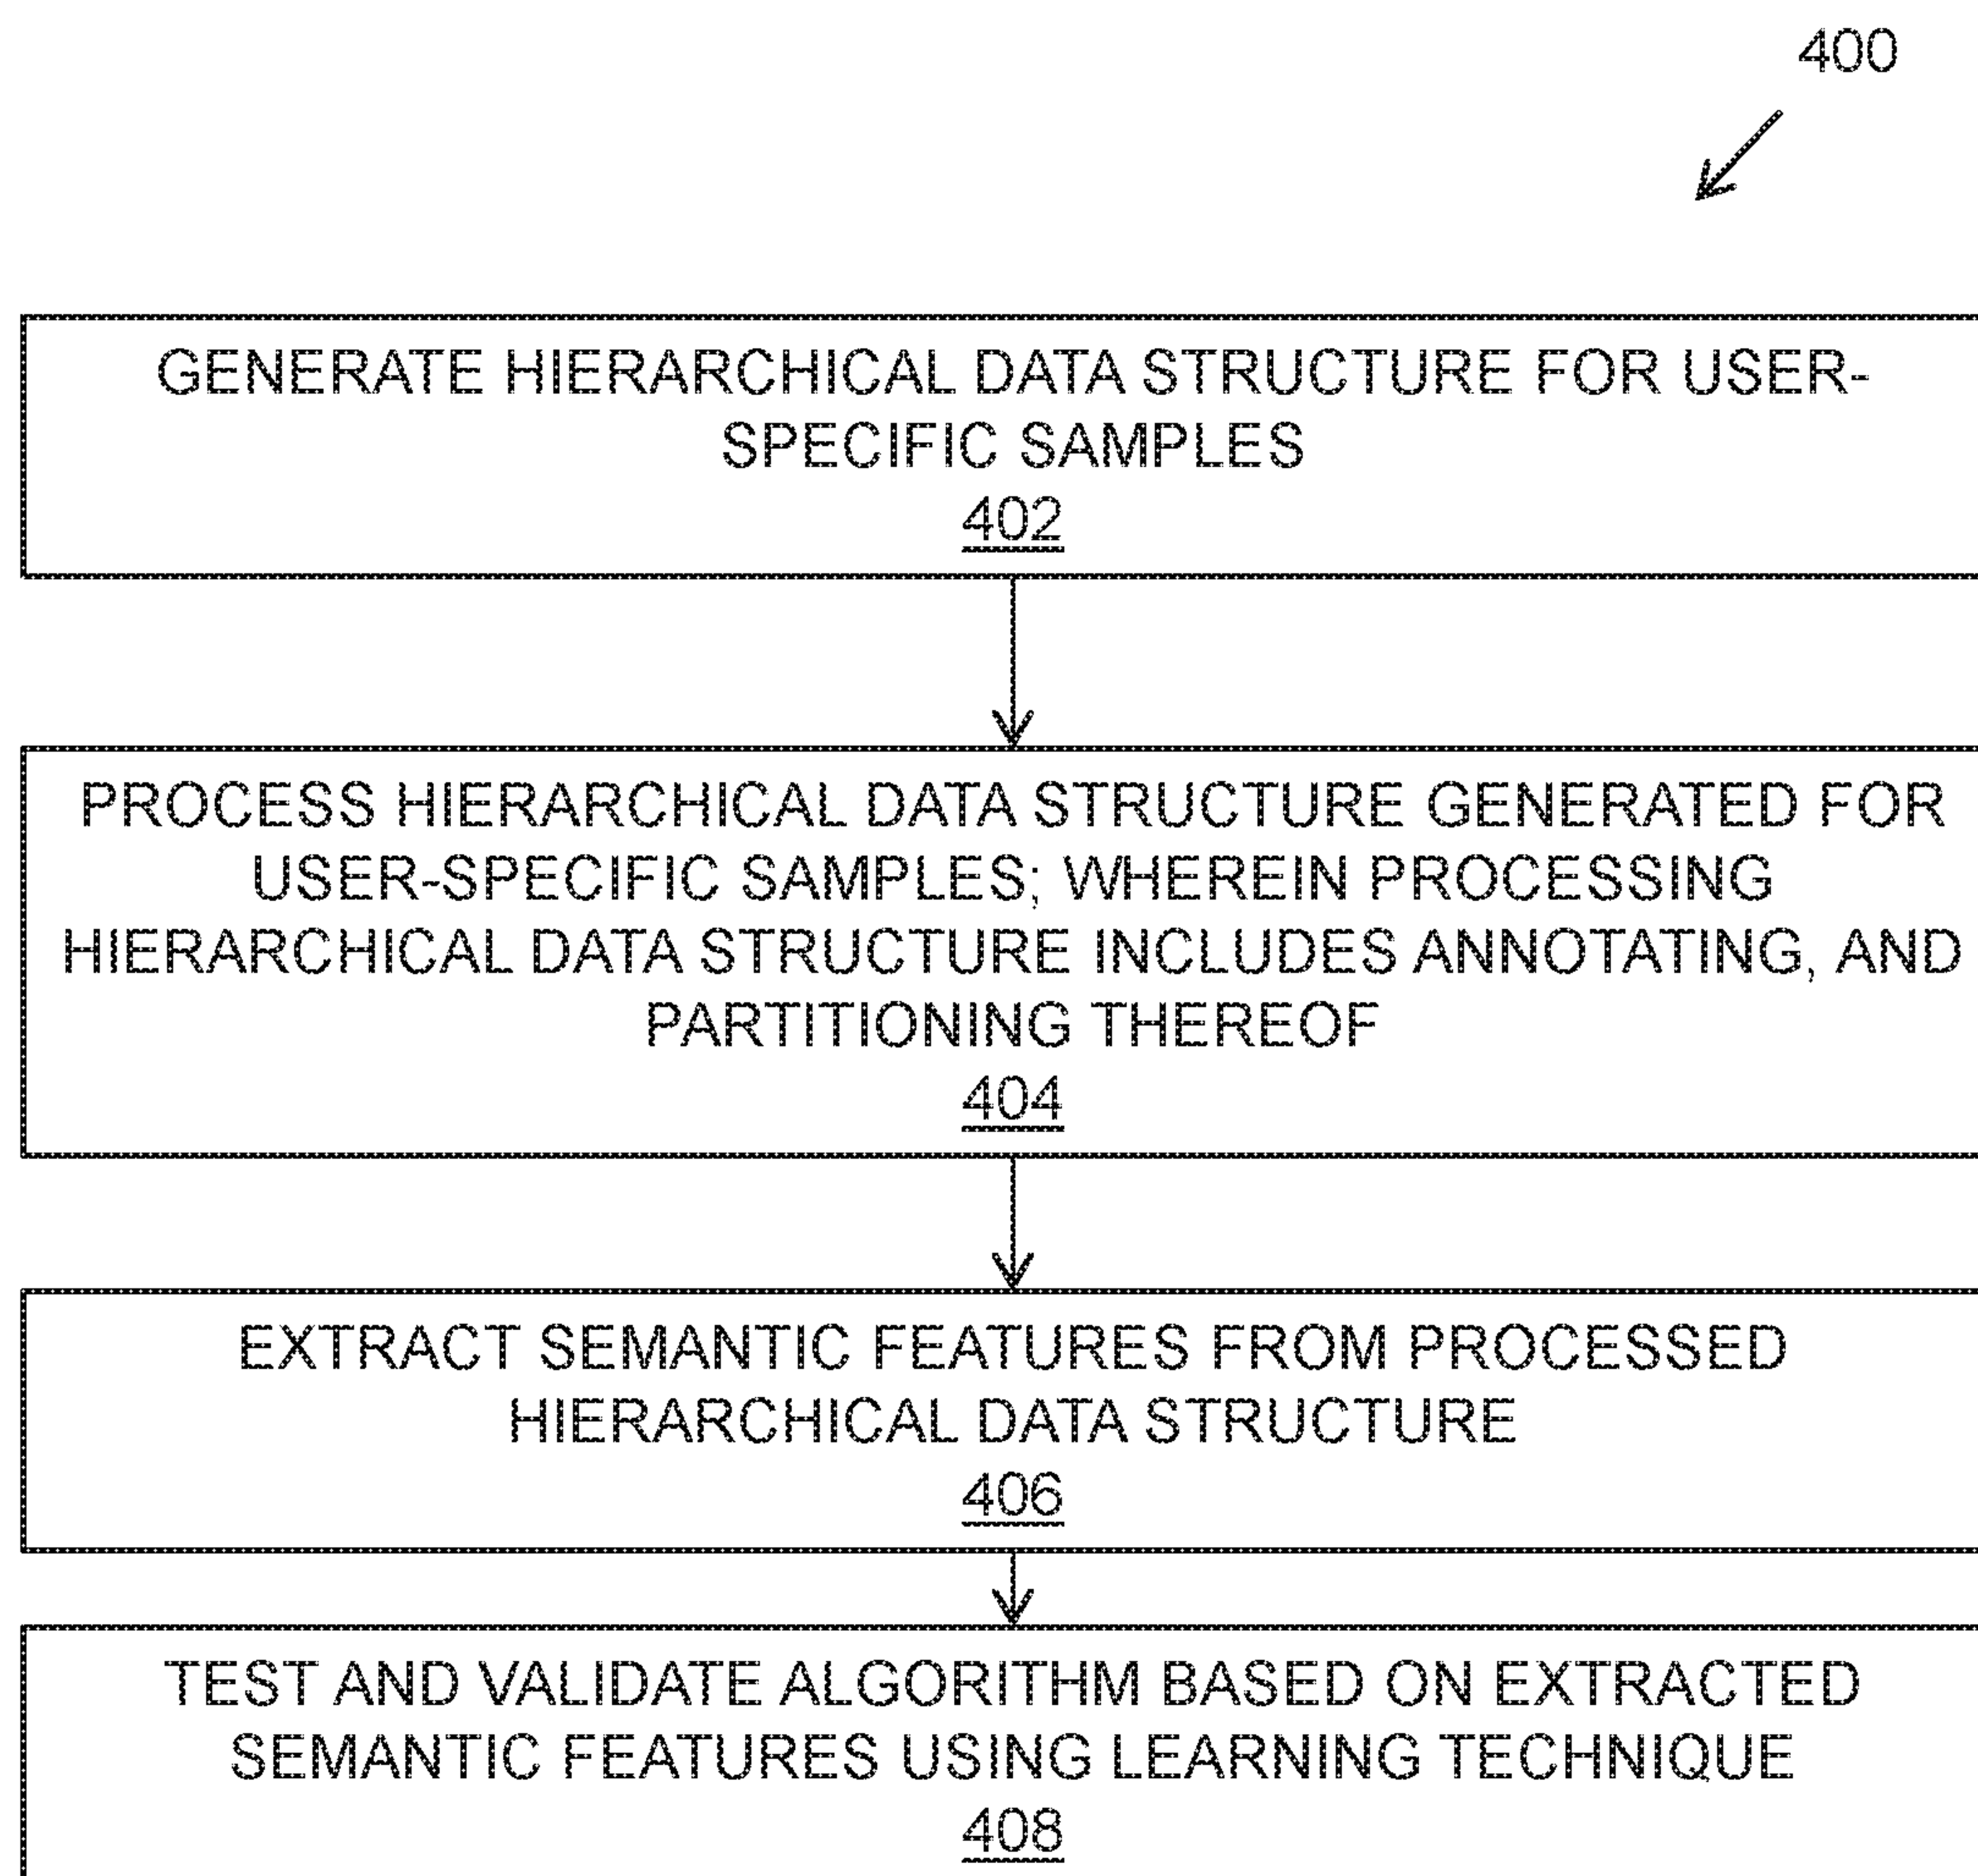 400
GENERATE HIERARCHICAL DATA STRUCTURE FOR USER-
SPECIFIC SAMPLES
402
PROCESS HIERARCHICAL DATA STRUCTURE GENERATED FOR
USER-SPECIFIC SAMPLES; WHEREIN PROCESSING
HIERARCHICAL DATA STRUCTURE INCLUDES ANNOTATING, AND
PARTITIONING THEREOF
404
EXTRACT SEMANTIC FEATURES FROM PROCESSED
HIERARCHICAL DATA STRUCTURE
406
TEST AND VALIDATE ALGORITHM BASED ON EXTRACTED
SEMANTIC FEATURES USING LEARNING TECHNIQUE
408